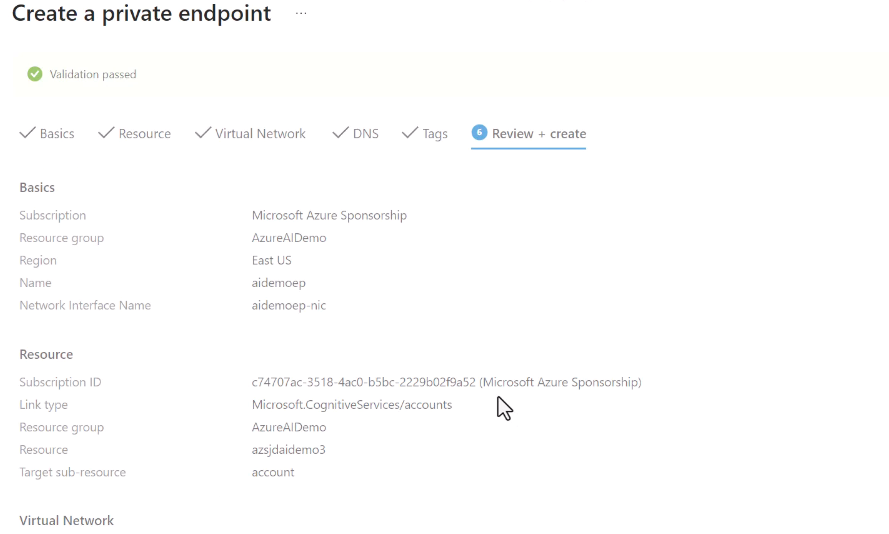 Create a private endpoint ...
Validation passed
Basics Resource Virtual Network DNS Tags 6 Review + create
Basics
Subscription Microsoft Azure Sponsorship
Resource group AzureAIDemo
Region East US
Name aidemoep
Network Interface Name aidemoep-nic
Resource
Subscription ID c74707ac-3518-4ac0-b5bc-2229b02f9a52 (Microsoft Azure Sponsorship)
Link type Microsoft.CognitiveServices/accounts
Resource group AzureAIDemo
Resource azsjdaidemo3
Target sub-resource account
Virtual Network